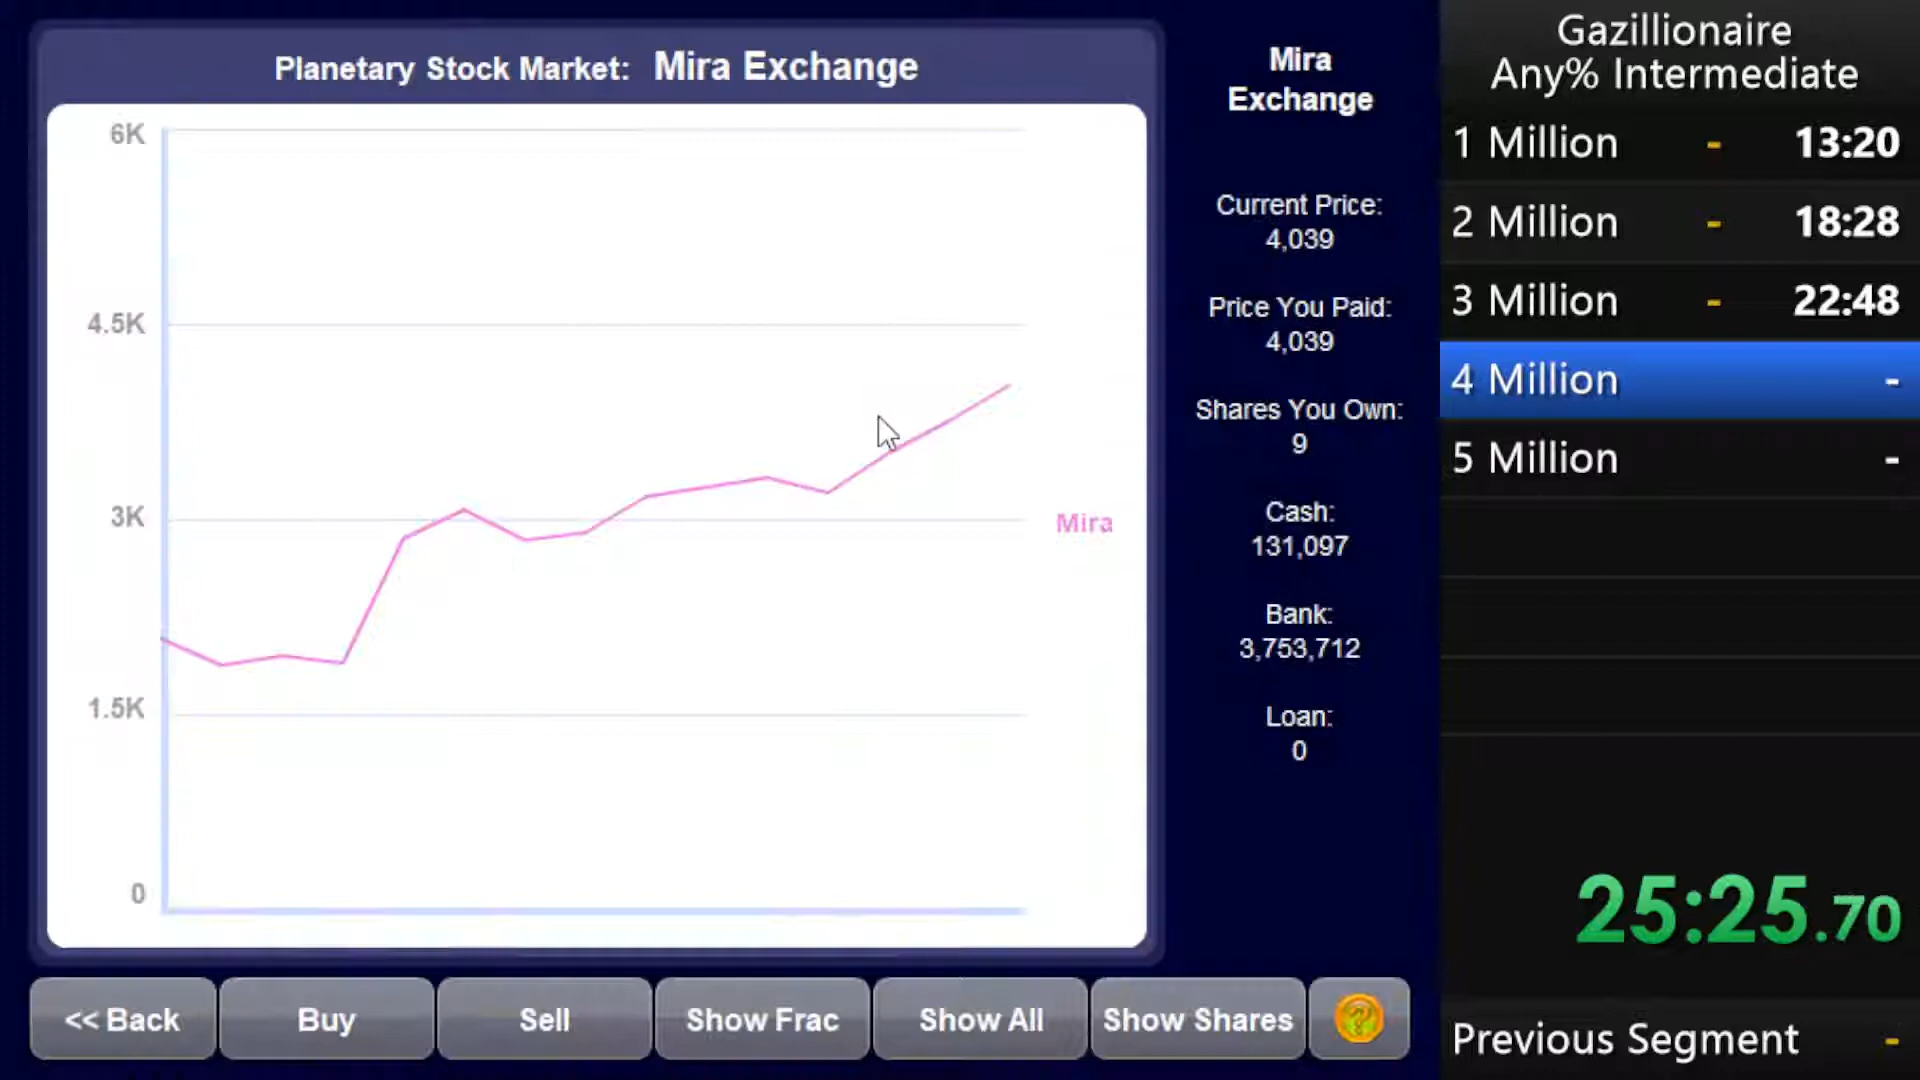 Planetary Stock Market: Mira Exchange
6K
4.5K
3K
1.5K
0
Mira
Mira
Exchange
Current Price:
4,039
Price You Paid:
4,039
Shares You Own:
9
Cash:
131,097
Bank:
3,753,712
Loan:
0
<< Back
Buy
Sell
Show Frac
Show All
Show Shares
?
Gazillionaire
Any% Intermediate
1 Million - 13:20
2 Million - 18:28
3 Million - 22:48
4 Million -
5 Million -
25:25.70
Previous Segment -